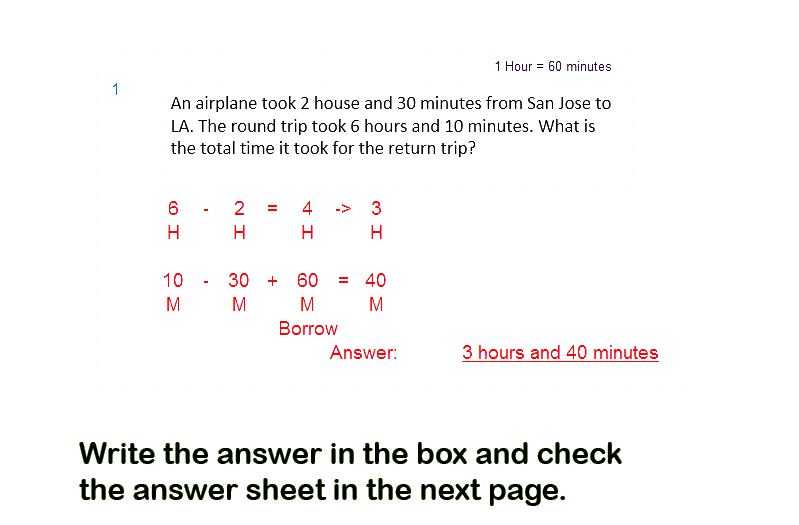 1 Hour = 60 minutes
1
An airplane took 2 house and 30 minutes from San Jose to
LA. The round trip took 6 hours and 10 minutes. What is
the total time it took for the return trip?
6 - 2 = 4 -> 3
H H H H
10 - 30 + 60 = 40
M M M M
Borrow
Answer: 3 hours and 40 minutes
Write the answer in the box and check
the answer sheet in the next page.